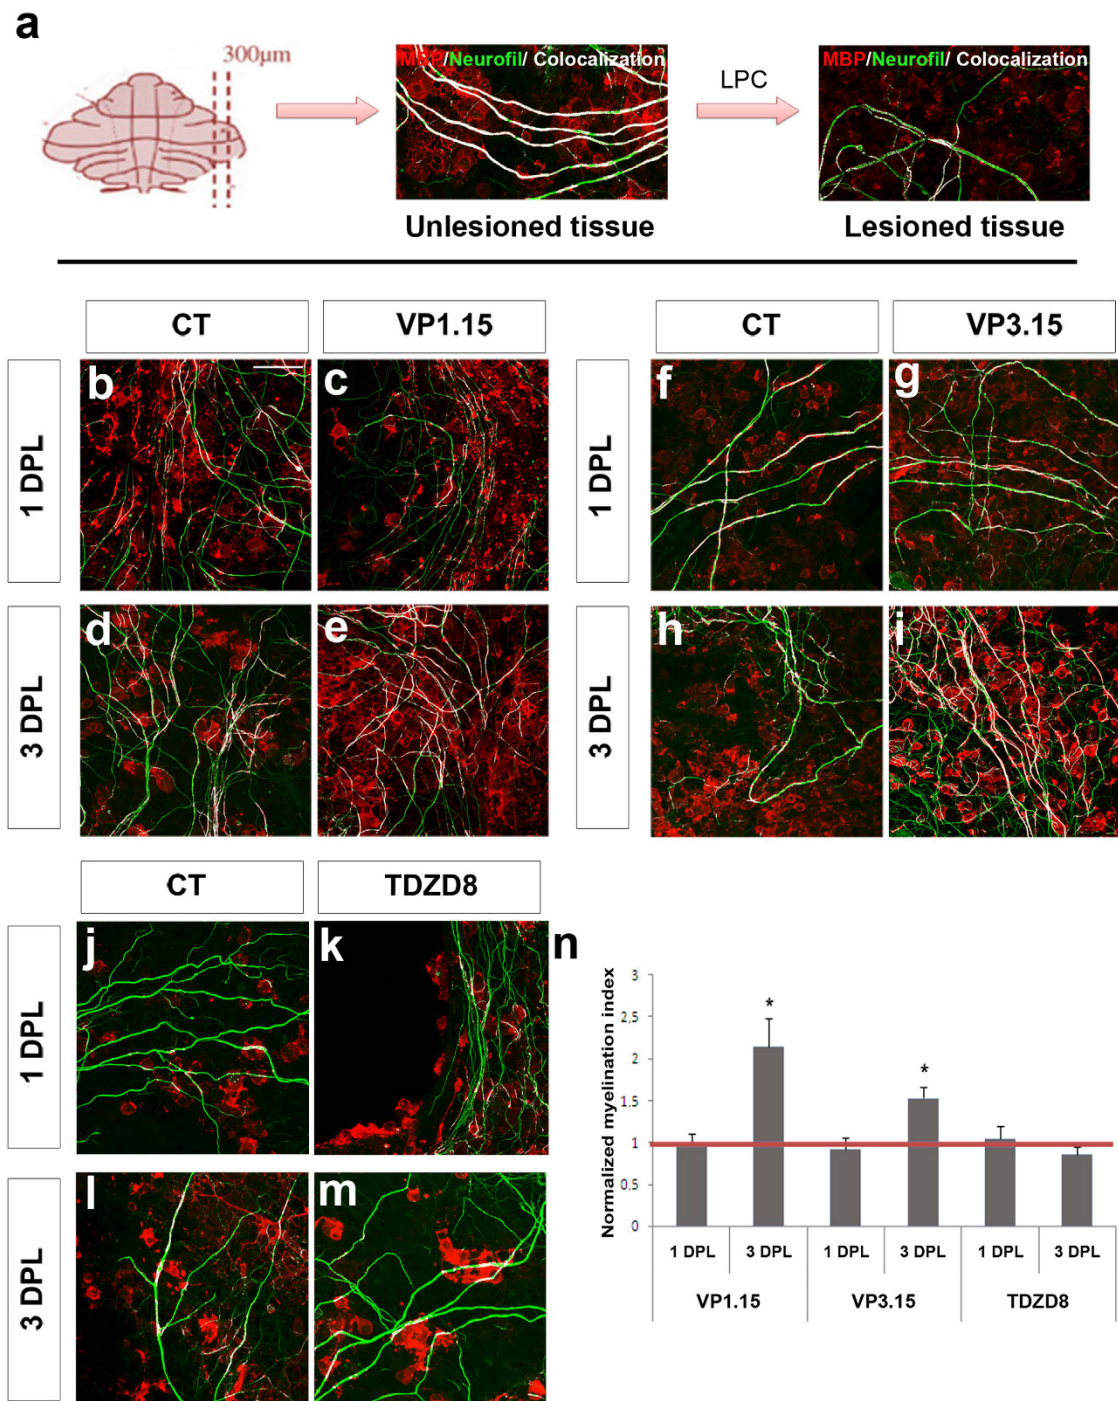 a
300µm
MBP/Neurofil/ Colocalization
LPC
MBP/Neurofil/ Colocalization
Unlesioned tissue
Lesioned tissue
CT
VP1.15
CT
VP3.15
1 DPL
b
c
1 DPL
f
g
3 DPL
d
e
3 DPL
h
i
CT
TDZD8
1 DPL
j
k
3 DPL
l
m
n
Normalized myelination index
3
2.5
2
1.5
1
0.5
0
*
*
1 DPL 3 DPL 1 DPL 3 DPL 1 DPL 3 DPL
VP1.15 VP3.15 TDZD8